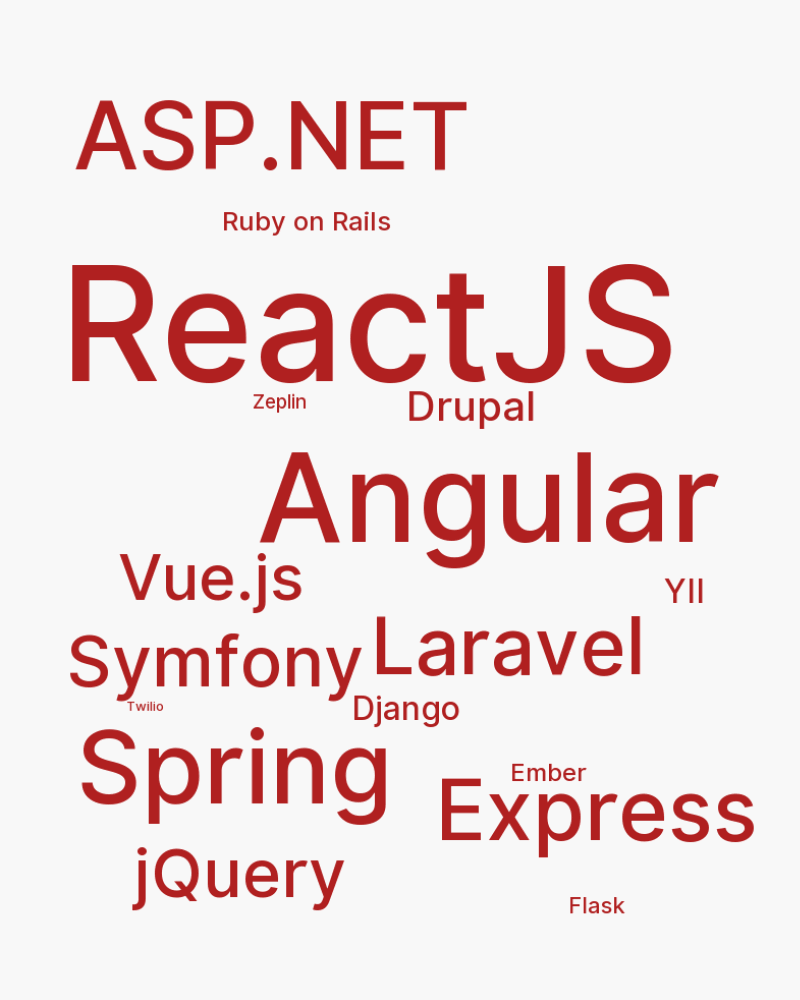 ASP.NET
Ruby on Rails
ReactJS
Zeplin
Drupal
Angular
Vue.js
YII
Symfony
Laravel
Twilio
Django
Spring
Ember
Express
jQuery
Flask